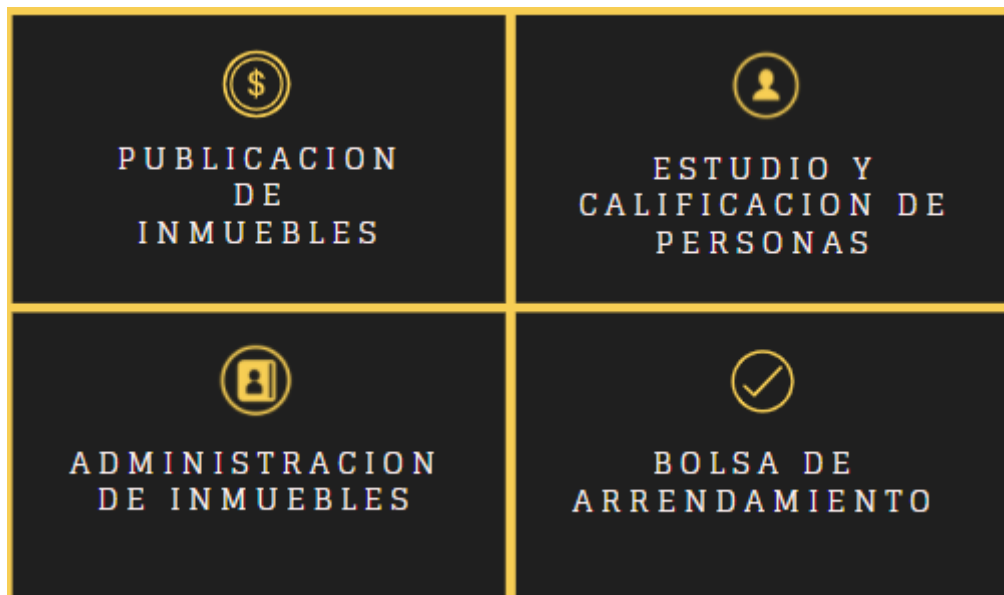 $
PUBLICACION
DE
INMUEBLES
ESTUDIO Y
CALIFICACION DE
PERSONAS
ADMINISTRACION
DE INMUEBLES
BOLSA DE
ARRENDAMIENTO